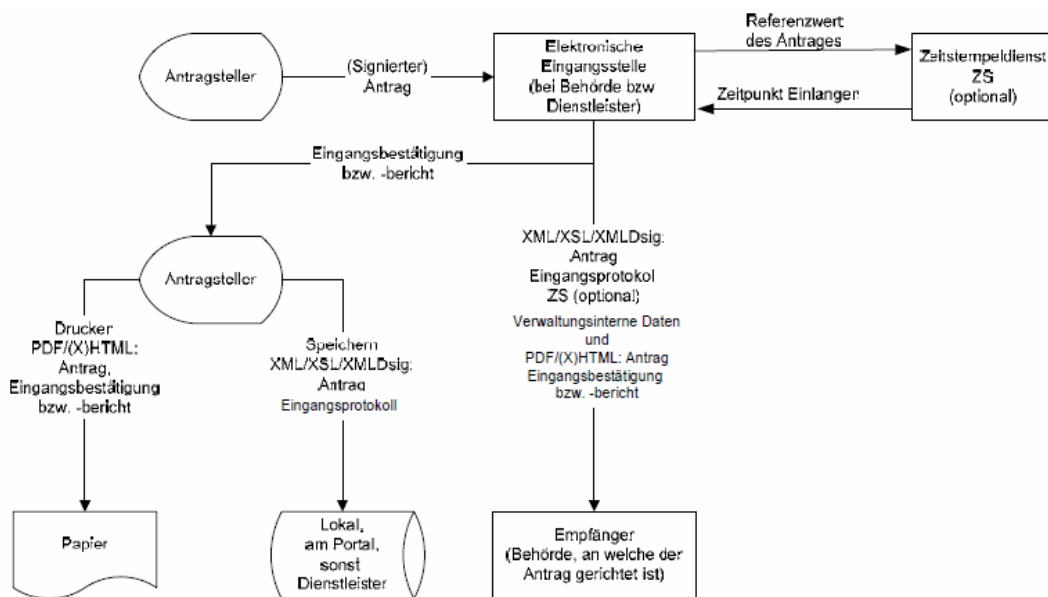 Antragsteller
(Signierter)
Antrag
Elektronische
Eingangsstelle
(bei Behörde bzw
Dienstleister)
Referenzwert
des Antrages
Zeitpunkt Einlangen
Zeitstempeldienst
ZS
(optional)
Eingangsbestätigung
bzw. -bericht
Antragsteller
XML/XSL/XMLDsig:
Antrag
Eingangsprotokol
ZS (optional)
Verwaltungsinterne Daten
und
PDF/(X)HTML: Antrag
Eingangsbestätigung
bzw. -bericht
Drucker
PDF/(X)HTML:
Antrag,
Eingangsbestätigung
bzw. -bericht
Speichern
XML/XSL/XMLDsig:
Antrag
Eingangsprotokoll
Papier
Lokal,
am Portal,
sonst
Dienstleister
Empfänger
(Behörde, an welche der
Antrag gerichtet ist)